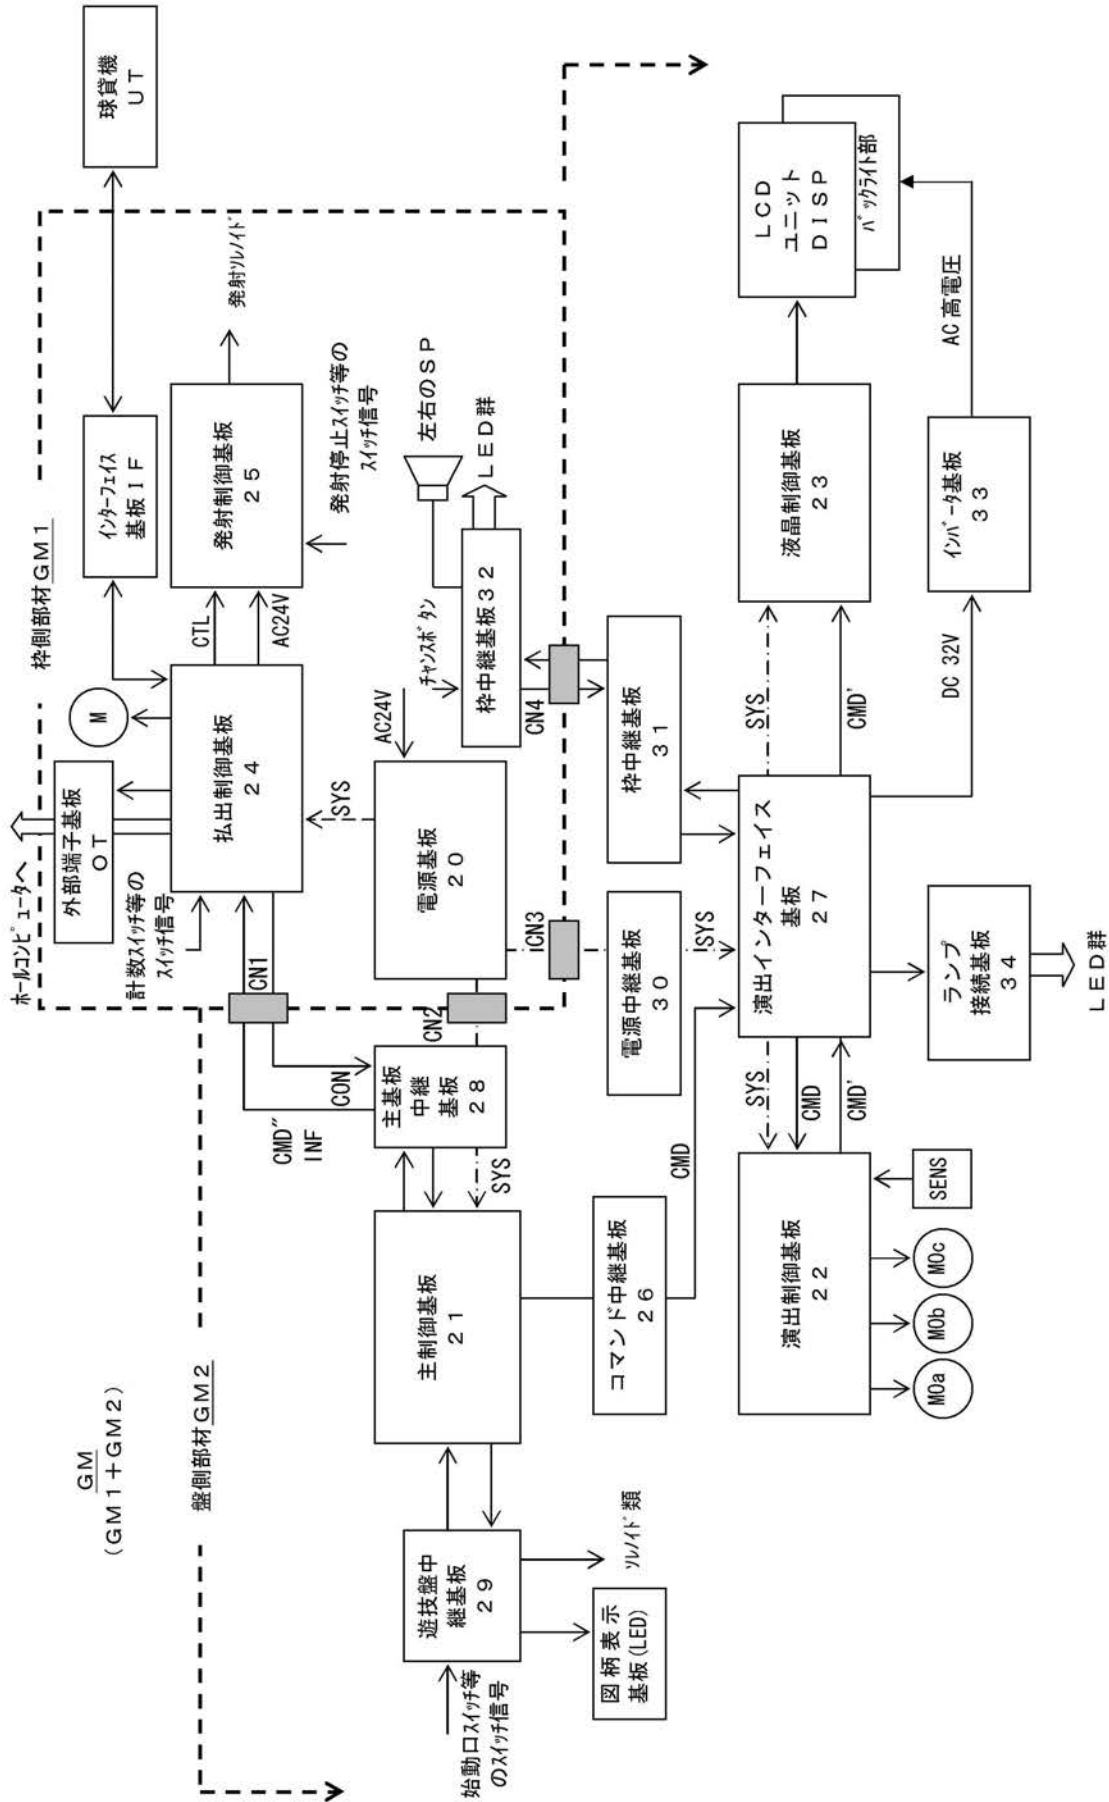 GM
(GM1+GM2)
枠側部材GM1
盤側部材GM2
ホールコンピュータへ
外部端子基板
OT
M
インターフェイス
基板IF
球貸機
UT
計数スイッチ等の
スイッチ信号
払出制御基板
24
CTL
AC24V
発射制御基板
25
発射ソレノイド
発射停止スイッチ等の
スイッチ信号
CN1
CON
CMD″
INF
SYS
CN2
主基板
中継
基板
28
SYS
電源基板
20
AC24V
チャンスボタン
枠中継基板32
左右のSP
LED群
CN3
CN4
主制御基板
21
遊技盤中
継基板
29
始動口スイッチ等
のスイッチ信号
図柄表示
基板(LED)
ソレノイド類
コマンド中継基板
26
CMD
電源中継基板
30
SYS
枠中継基板
31
演出制御基板
22
SYS
CMD
CMD'
SENS
MOa
MOb
MOc
演出インターフェイス
基板
27
SYS
CMD'
液晶制御基板
23
LCD
ユニット
DISP
バックライト部
ランプ
接続基板
34
LED群
DC 32V
インバータ基板
33
AC高電圧